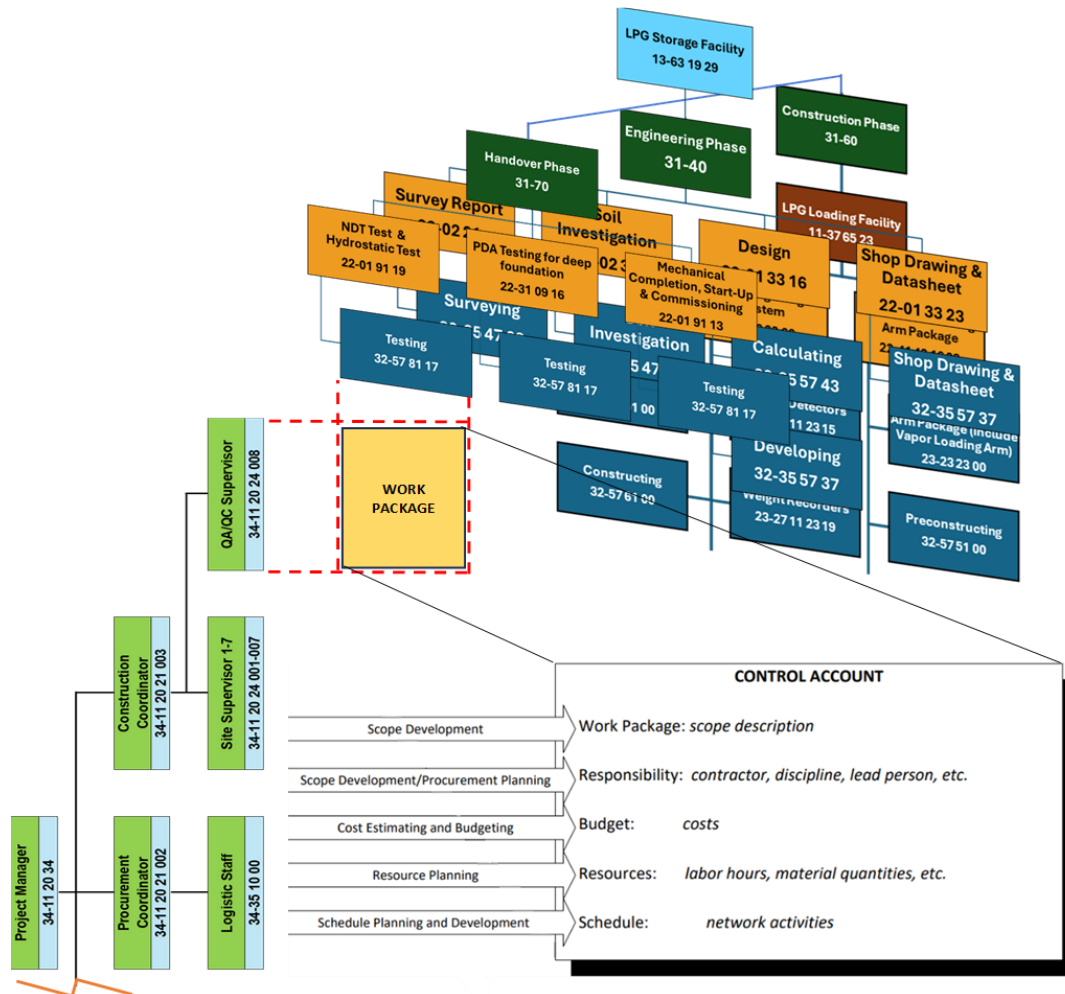 LPG Storage Facility
13-63 19 29
Construction Phase
31-60
Engineering Phase
31-40
Handover Phase
31-70
LPG Loading Facility
11-37 65 23
Survey Report
Soil
Investigation
NDT Test &
Hydrostatic Test
22-01 91 19
PDA Testing for deep
foundation
22-31 09 16
Mechanical
Completion, Start-Up
& Commissioning
22-01 91 13
Design
33 16
Shop Drawing &
Datasheet
22-01 33 23
Arm Package
Surveying
Investigation
Testing
32-57 81 17
Testing
32-57 81 17
Testing
32-57 81 17
Calculating
57 43
Shop Drawing &
Datasheet
32-35 57 37
Detectors
11 23 15
Arm Package (Include
Vapor Loading Arm)
23-23 23 00
Developing
32-35 57 37
Constructing
32-57 61 00
Weight Recorders
23-27 11 23 19
Preconstructing
32-57 51 00
WORK
PACKAGE
QA/QC Supervisor
34-11 20 24 008
Construction
Coordinator
34-11 20 21 003
Site Supervisor 1-7
34-11 20 24 001-007
Project Manager
34-11 20 34
Procurement
Coordinator
34-11 20 21 002
Logistic Staff
34-35 10 00
CONTROL ACCOUNT
Scope Development
Work Package: scope description
Scope Development/Procurement Planning
Responsibility: contractor, discipline, lead person, etc.
Cost Estimating and Budgeting
Budget: costs
Resource Planning
Resources: labor hours, material quantities, etc.
Schedule Planning and Development
Schedule: network activities